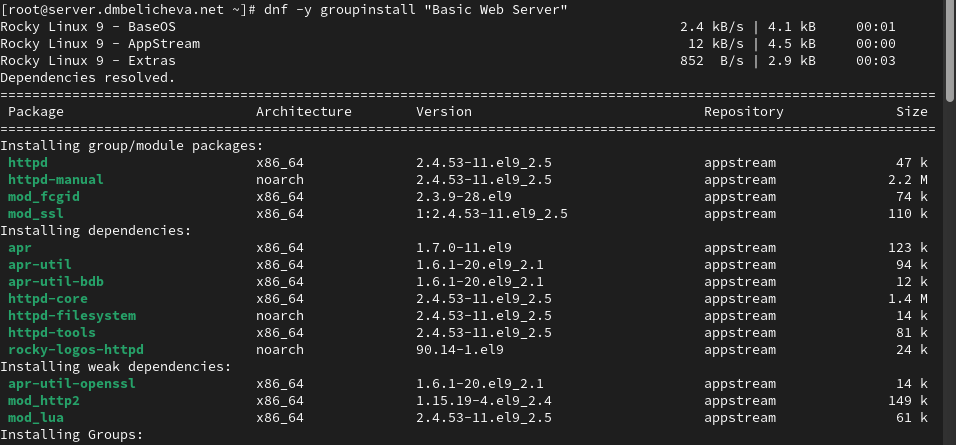 [root@server.dmbelicheva.net ~]# dnf -y groupinstall "Basic Web Server"
Rocky Linux 9 - BaseOS                                               2.4 kB/s | 4.1 kB     00:01
Rocky Linux 9 - AppStream                                             12 kB/s | 4.5 kB     00:00
Rocky Linux 9 - Extras                                               852  B/s | 2.9 kB     00:03
Dependencies resolved.
=====================================================================================================================
 Package                       Architecture        Version                             Repository              Size
=====================================================================================================================
Installing group/module packages:
 httpd                         x86_64              2.4.53-11.el9_2.5                   appstream               47 k
 httpd-manual                  noarch              2.4.53-11.el9_2.5                   appstream              2.2 M
 mod_fcgid                     x86_64              2.3.9-28.el9                        appstream               74 k
 mod_ssl                       x86_64              1:2.4.53-11.el9_2.5                 appstream              110 k
Installing dependencies:
 apr                           x86_64              1.7.0-11.el9                        appstream              123 k
 apr-util                      x86_64              1.6.1-20.el9_2.1                    appstream               94 k
 apr-util-bdb                  x86_64              1.6.1-20.el9_2.1                    appstream               12 k
 httpd-core                    x86_64              2.4.53-11.el9_2.5                   appstream              1.4 M
 httpd-filesystem              noarch              2.4.53-11.el9_2.5                   appstream               14 k
 httpd-tools                   x86_64              2.4.53-11.el9_2.5                   appstream               81 k
 rocky-logos-httpd             noarch              90.14-1.el9                         appstream               24 k
Installing weak dependencies:
 apr-util-openssl              x86_64              1.6.1-20.el9_2.1                    appstream               14 k
 mod_http2                     x86_64              1.15.19-4.el9_2.4                   appstream              149 k
 mod_lua                       x86_64              2.4.53-11.el9_2.5                   appstream               61 k
Installing Groups: